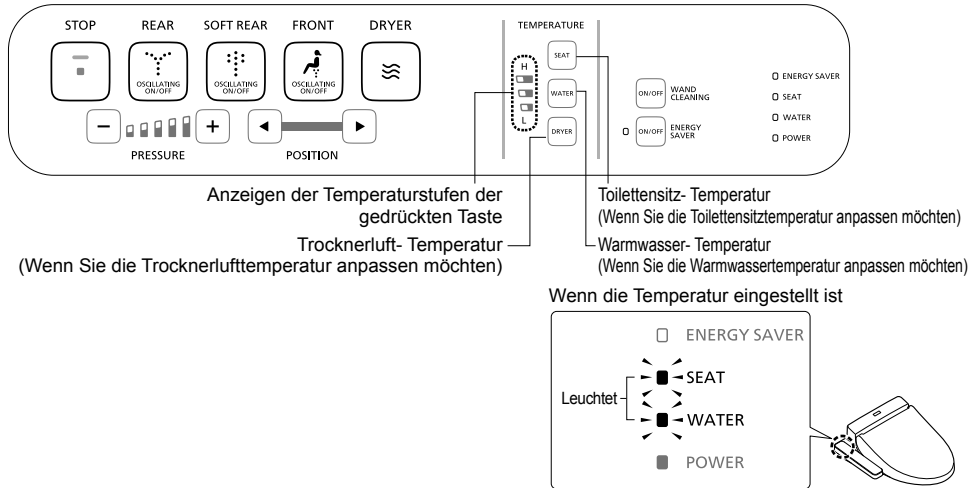 STOP REAR SOFT REAR FRONT DRYER
OSCILLATING ON/OFF
OSCILLATING ON/OFF
OSCILLATING ON/OFF
− +
PRESSURE POSITION
TEMPERATURE
H
L
SEAT
WATER
DRYER
ON/OFF WAND CLEANING
ON/OFF ENERGY SAVER
ENERGY SAVER
SEAT
WATER
POWER
Anzeigen der Temperaturstufen der
gedrückten Taste
Trocknerluft- Temperatur
(Wenn Sie die Trocknerlufttemperatur anpassen möchten)
Toilettensitz- Temperatur
(Wenn Sie die Toilettensitztemperatur anpassen möchten)
Warmwasser- Temperatur
(Wenn Sie die Warmwassertemperatur anpassen möchten)
Wenn die Temperatur eingestellt ist
ENERGY SAVER
SEAT
Leuchtet
WATER
POWER